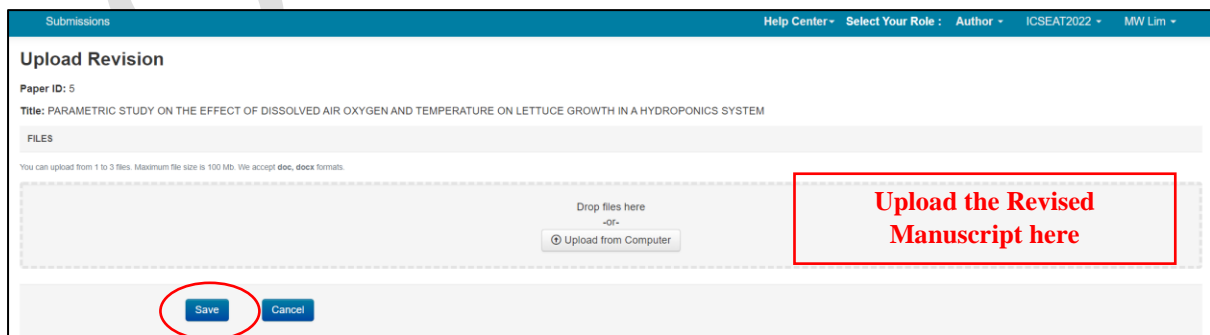 Submissions
Help Center Select Your Role : Author ICSEAT2022 MW Lim
Upload Revision
Paper ID: 5
Title: PARAMETRIC STUDY ON THE EFFECT OF DISSOLVED AIR OXYGEN AND TEMPERATURE ON LETTUCE GROWTH IN A HYDROPONICS SYSTEM
FILES
You can upload from 1 to 3 files. Maximum file size is 100 Mb. We accept doc, docx formats.
Drop files here
-or-
Upload from Computer
Upload the Revised
Manuscript here
Save Cancel